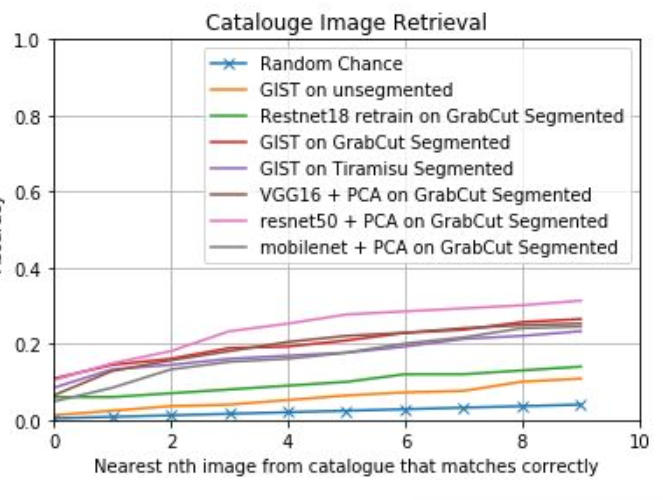 Catalouge Image Retrieval
1.0
0.8
0.6
0.4
0.2
0.0
Random Chance
GIST on unsegmented
Restnet18 retrain on GrabCut Segmented
GIST on GrabCut Segmented
GIST on Tiramisu Segmented
VGG16 + PCA on GrabCut Segmented
resnet50 + PCA on GrabCut Segmented
mobilenet + PCA on GrabCut Segmented
0 2 4 6 8 10
Nearest nth image from catalogue that matches correctly